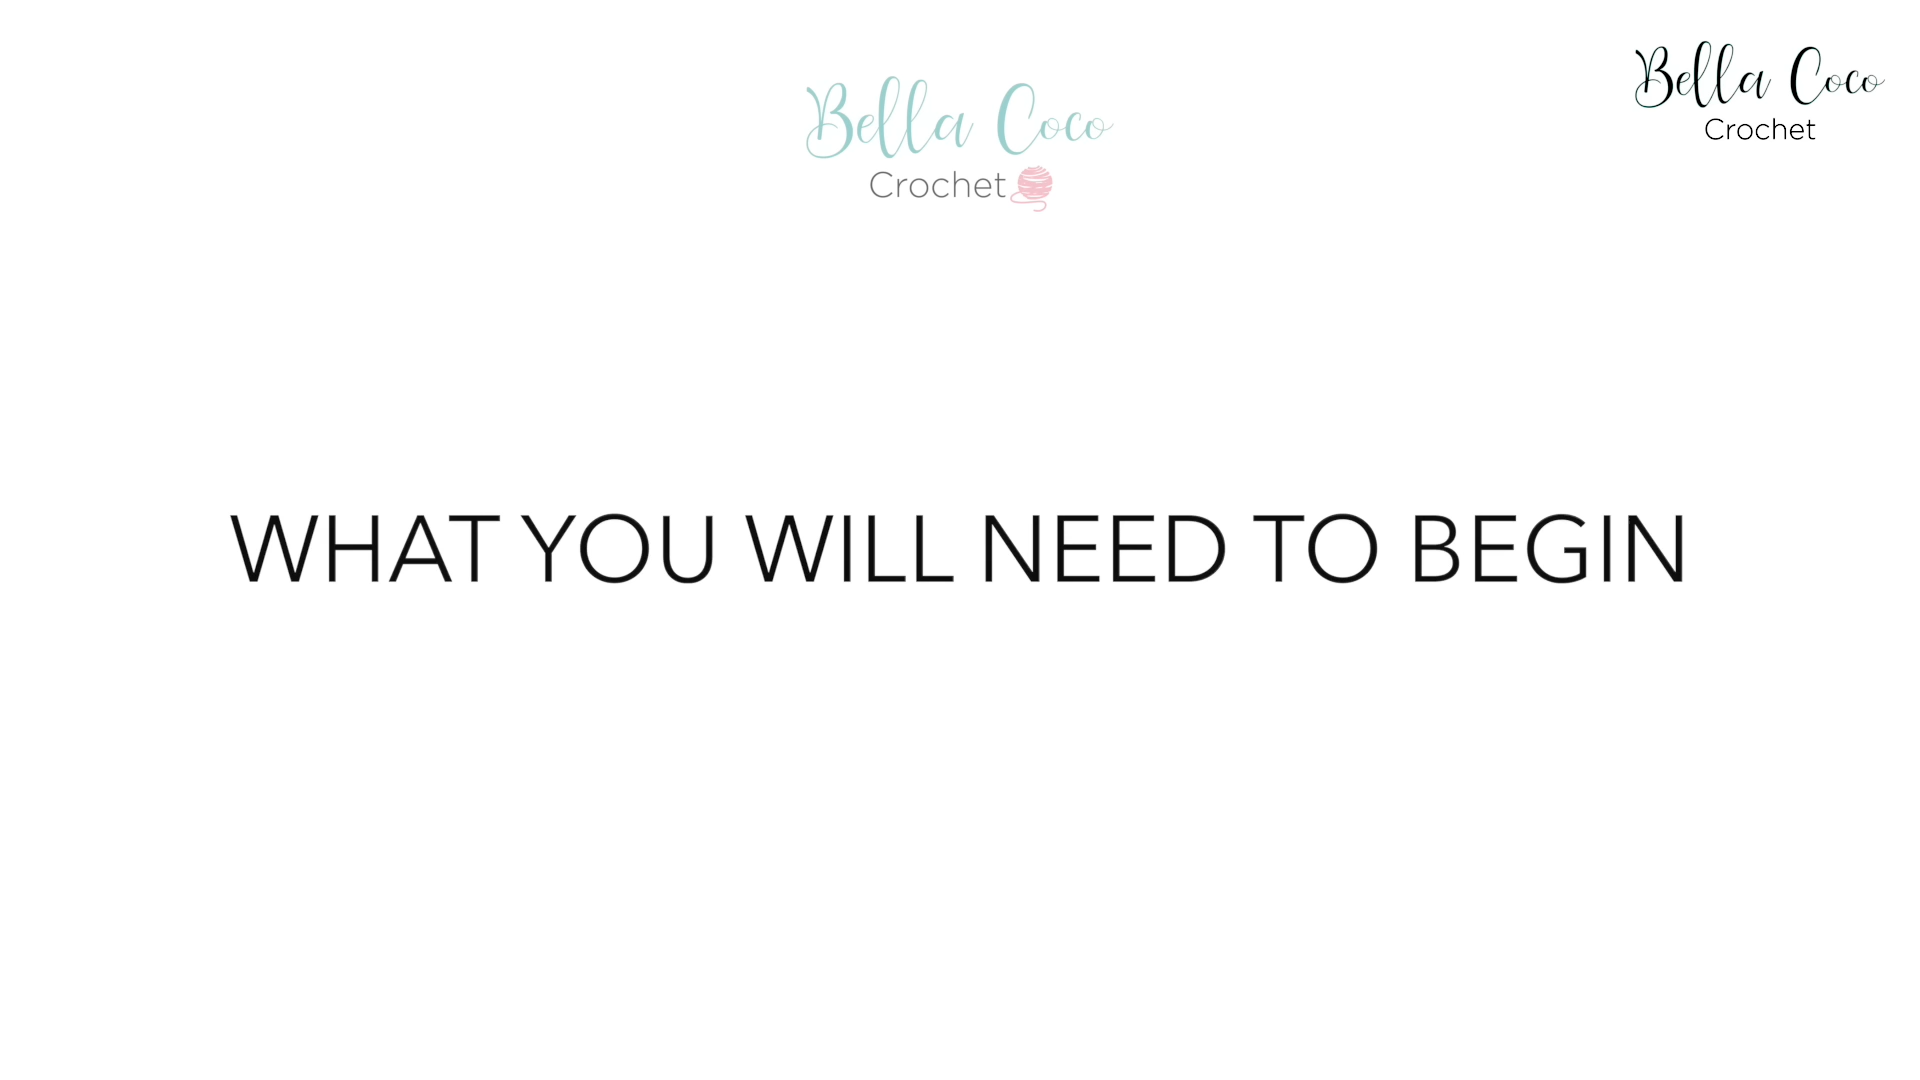 Bella Coco
Crochet
Bella Coco
Crochet
WHAT YOU WILL NEED TO BEGIN